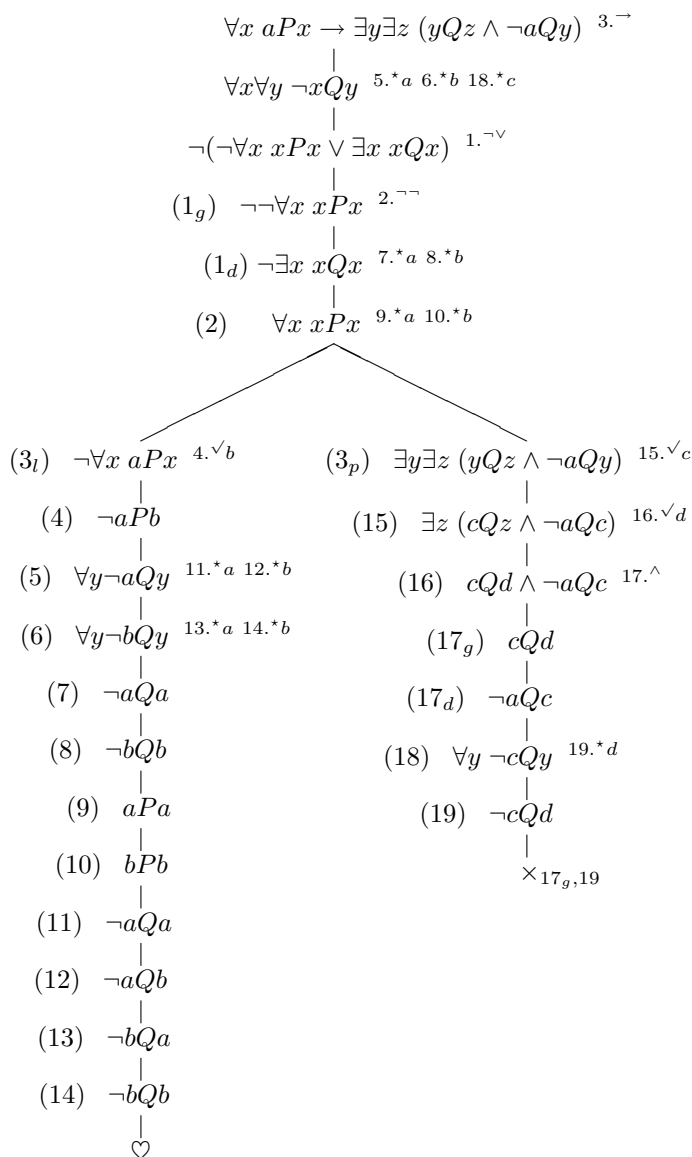 ∀x aPx → ∃y∃z (yQz ∧ ¬aQy) 3.→
∀x∀y ¬xQy 5.⋆a 6.⋆b 18.⋆c
¬(¬∀x xPx ∨ ∃x xQx) 1.¬∨
(1g) ¬¬∀x xPx 2.¬¬
(1d) ¬∃x xQx 7.⋆a 8.⋆b
(2) ∀x xPx 9.⋆a 10.⋆b
(3l) ¬∀x aPx 4.√b
(4) ¬aPb
(5) ∀y¬aQy 11.⋆a 12.⋆b
(6) ∀y¬bQy 13.⋆a 14.⋆b
(7) ¬aQa
(8) ¬bQb
(9) aPa
(10) bPb
(11) ¬aQa
(12) ¬aQb
(13) ¬bQa
(14) ¬bQb
♡
(3p) ∃y∃z (yQz ∧ ¬aQy) 15.√c
(15) ∃z (cQz ∧ ¬aQc) 16.√d
(16) cQd ∧ ¬aQc 17.∧
(17g) cQd
(17d) ¬aQc
(18) ∀y ¬cQy 19.⋆d
(19) ¬cQd
×17g,19